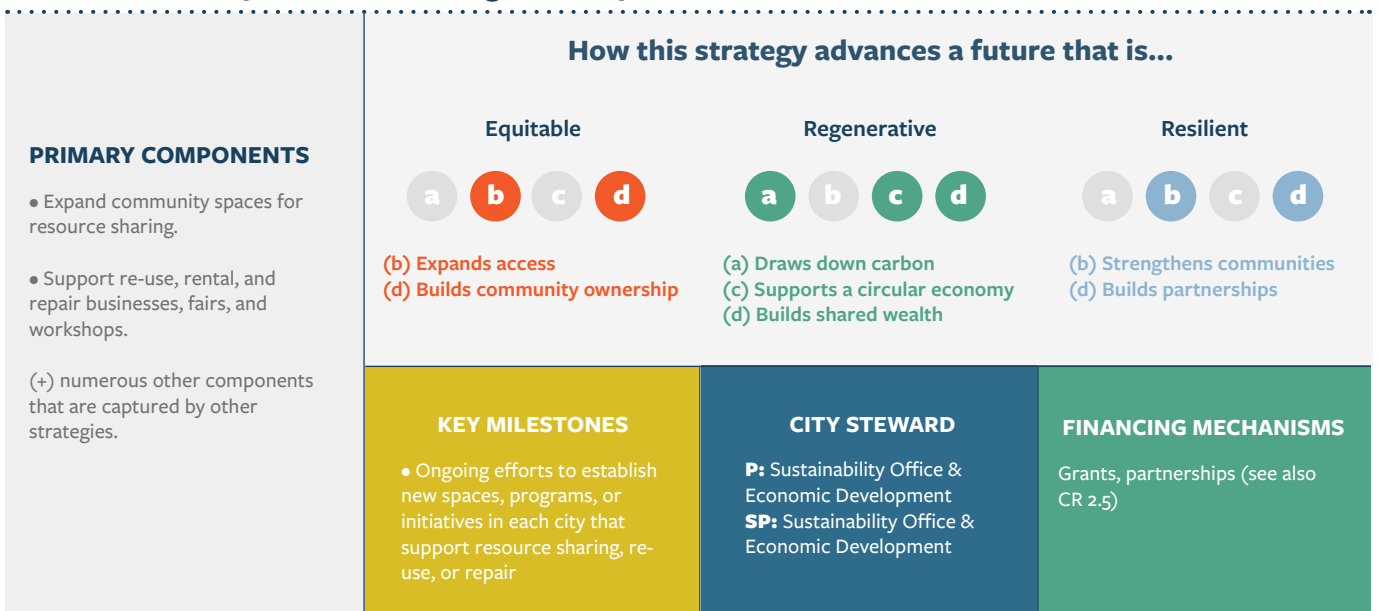 PRIMARY COMPONENTS
• Expand community spaces for
resource sharing.
• Support re-use, rental, and
repair businesses, fairs, and
workshops.
(+) numerous other components
that are captured by other
strategies.
How this strategy advances a future that is...
Equitable
a b c d
(b) Expands access
(d) Builds community ownership
Regenerative
a b c d
(a) Draws down carbon
(c) Supports a circular economy
(d) Builds shared wealth
Resilient
a b c d
(b) Strengthens communities
(d) Builds partnerships
KEY MILESTONES
• Ongoing efforts to establish
new spaces, programs, or
initiatives in each city that
support resource sharing, re-
use, or repair
CITY STEWARD
P: Sustainability Office &
Economic Development
SP: Sustainability Office &
Economic Development
FINANCING MECHANISMS
Grants, partnerships (see also
CR 2.5)